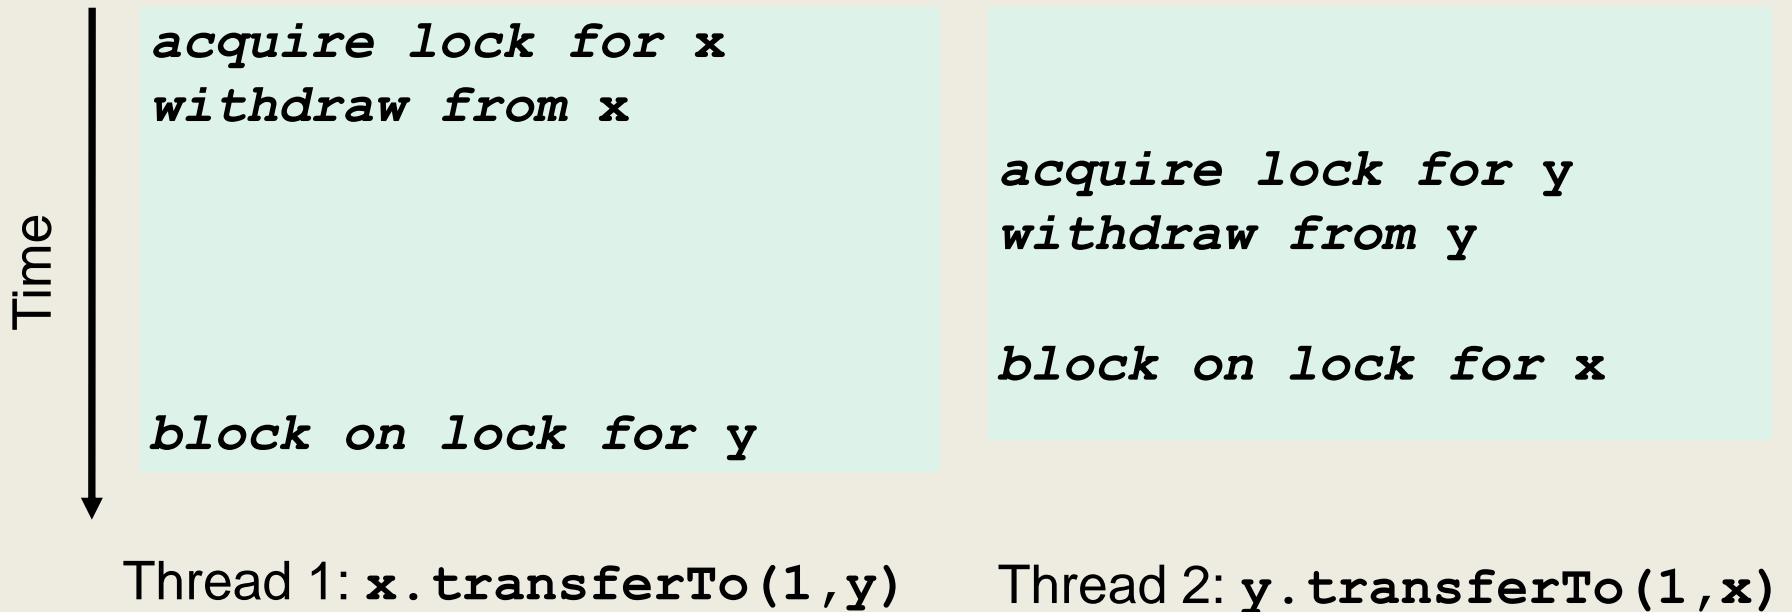 Time
acquire lock for x
withdraw from x
acquire lock for y
withdraw from y
block on lock for x
block on lock for y
Thread 1: x.transferTo(1,y)
Thread 2: y.transferTo(1,x)